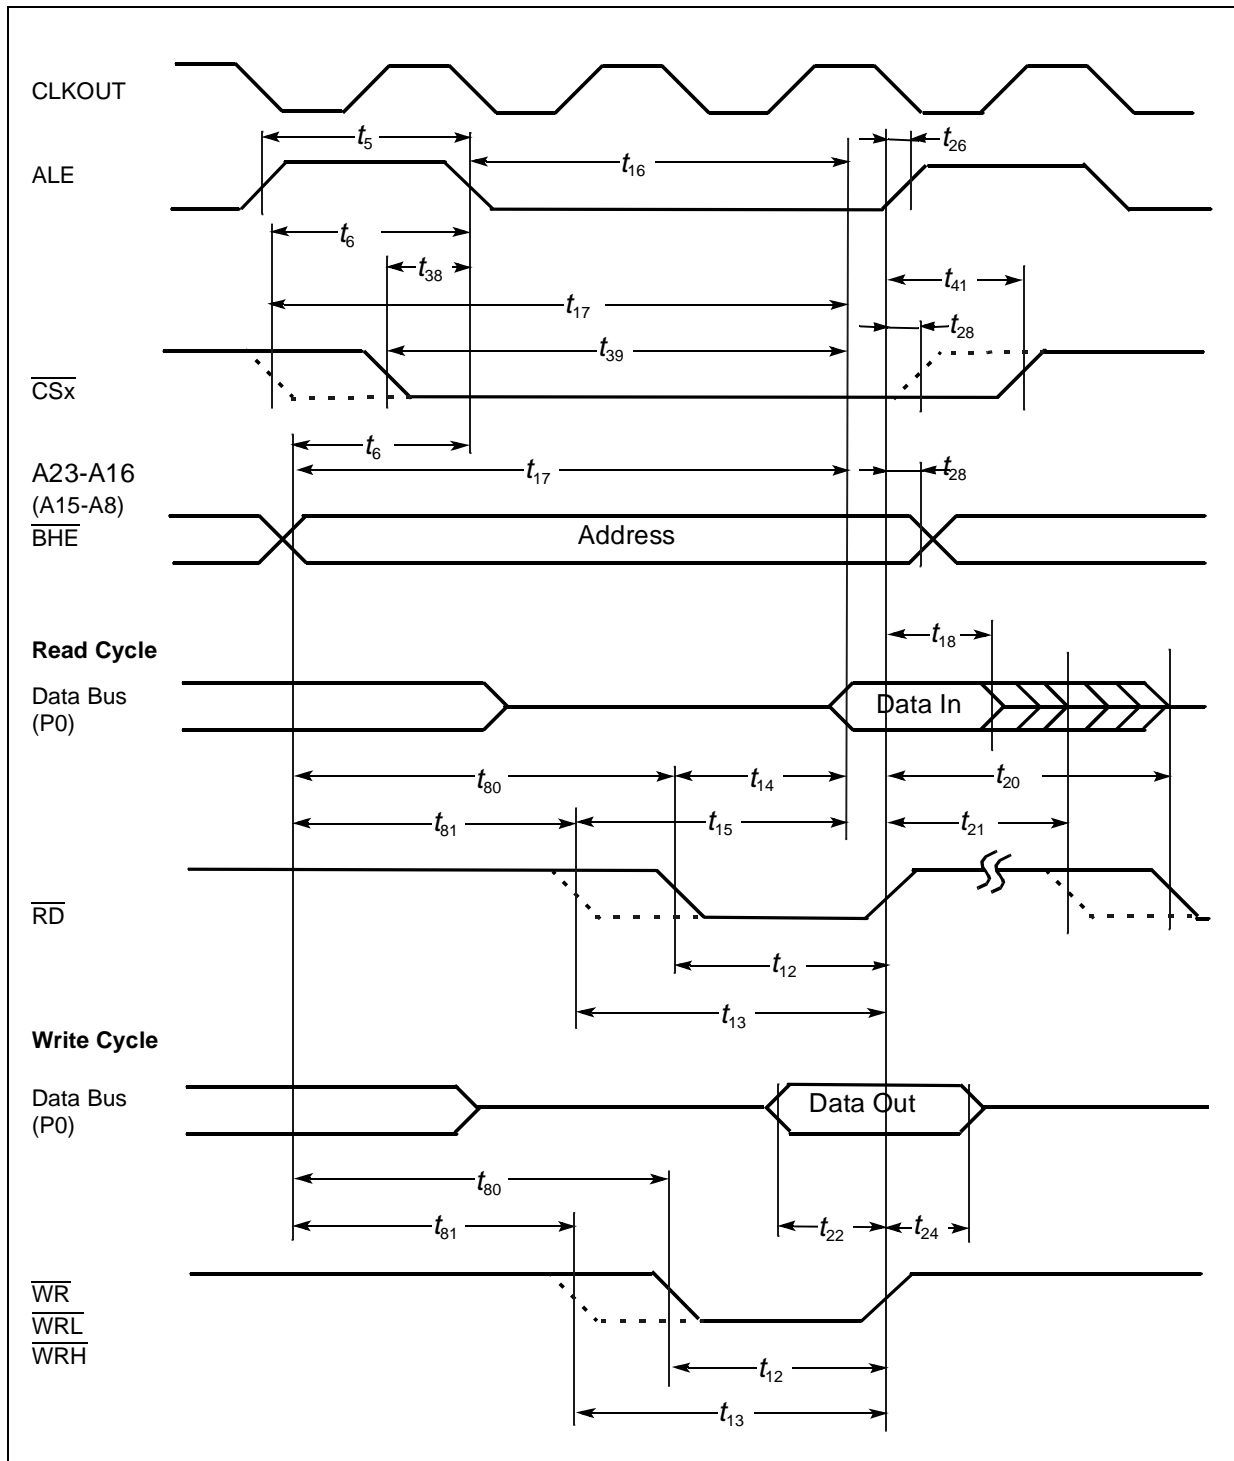 CLKOUT
t5
t26
ALE
t16
t6
t38
t41
t17
t28
t39
CSx
t6
A23-A16
t17
t28
(A15-A8)
BHE
Address
t18
Read Cycle
Data Bus
Data In
(P0)
t80
t14
t20
t81
t15
t21
RD
t12
t13
Write Cycle
Data Bus
Data Out
(P0)
t80
t81
t22
t24
WR
WRL
WRH
t12
t13